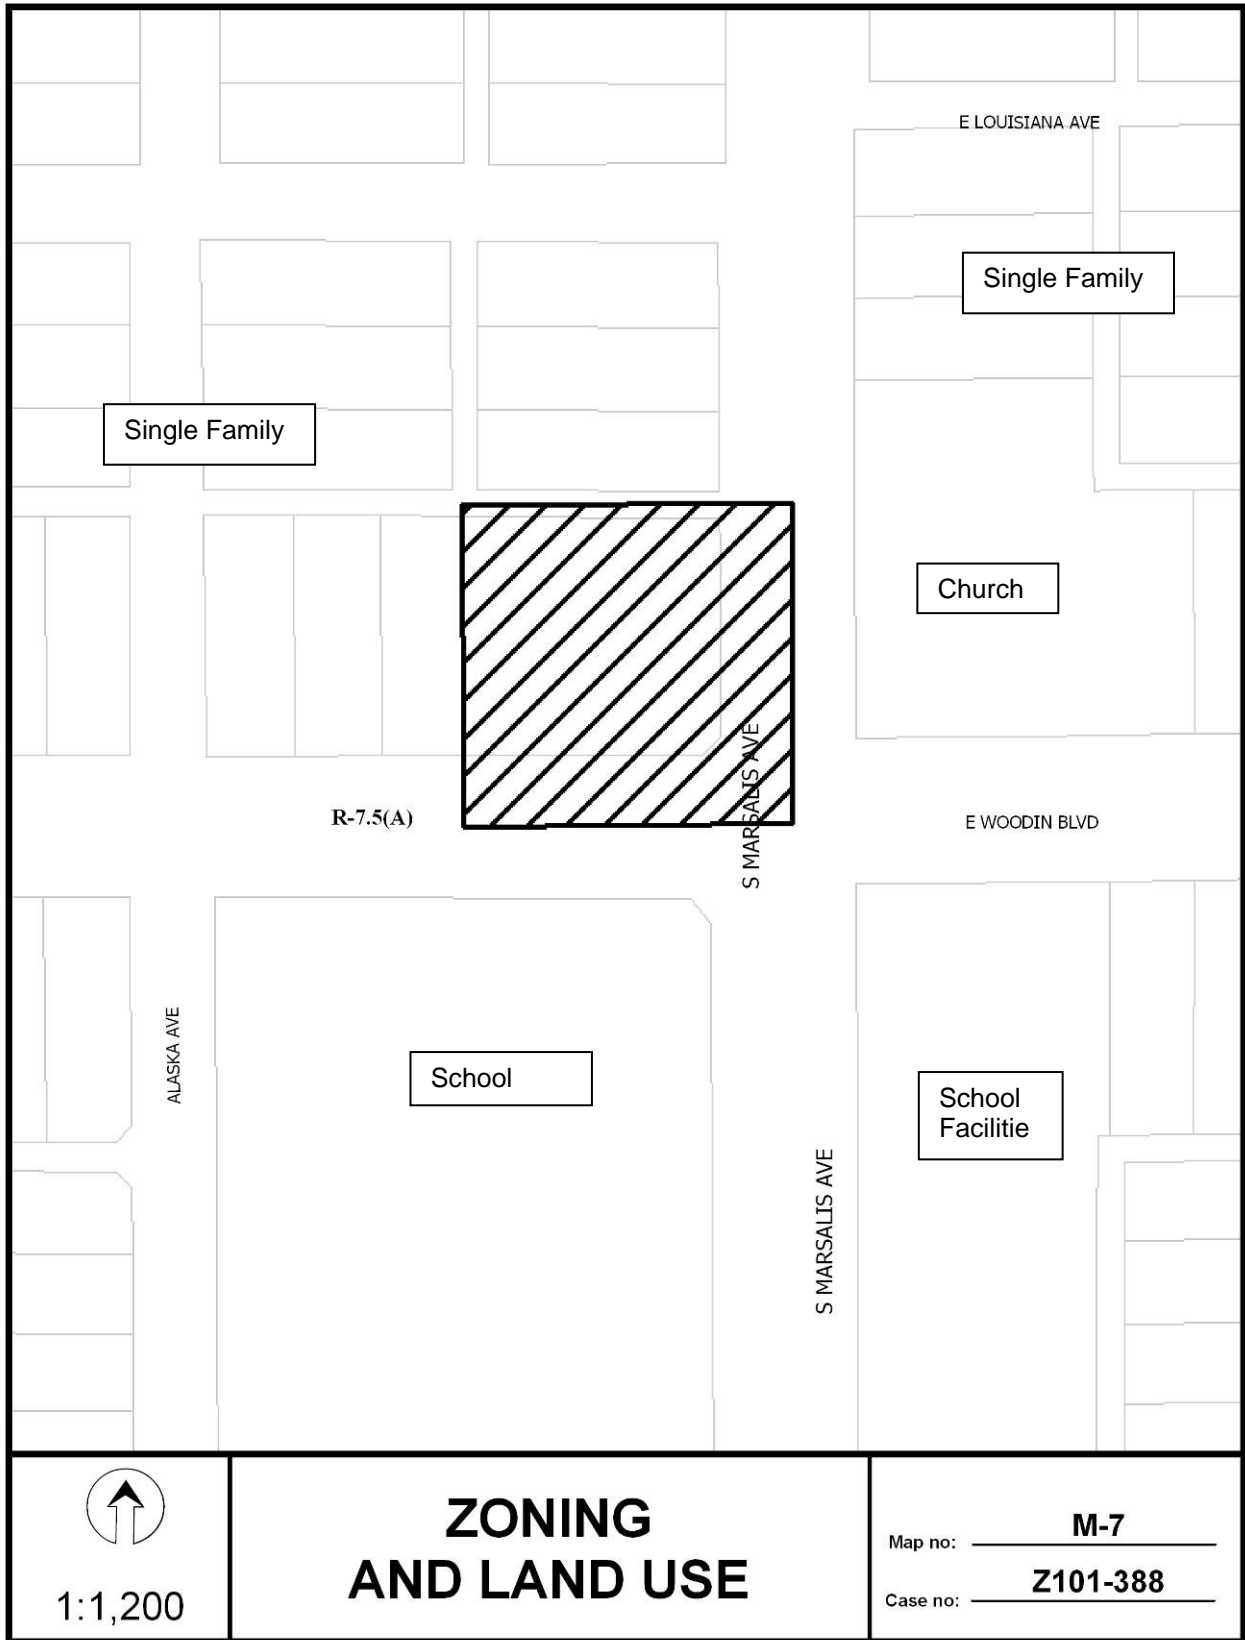 E LOUISIANA AVE
Single Family
Single Family
Church
S MARSALIS AVE
R-7.5(A)
E WOODIN BLVD
ALASKA AVE
School
School
Facilitie
S MARSALIS AVE
1:1,200
ZONING
AND LAND USE
Map no: M-7
Case no: Z101-388